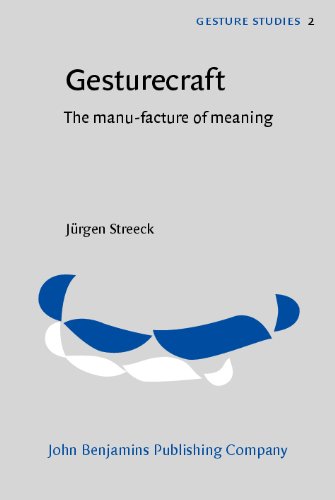 GESTURE STUDIES 2
Gesturecraft
The manu-facture of meaning
Jürgen Streeck
John Benjamins Publishing Company